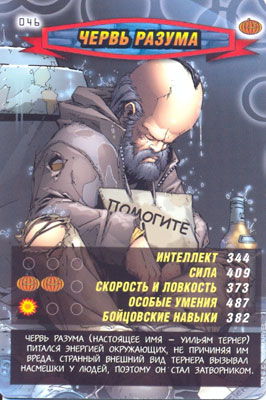 046
ЧЕРВЬ РАЗУМА
ПОМОГИТЕ
ИНТЕЛЛЕКТ 344
СИЛА 409
СКОРОСТЬ И ЛОВКОСТЬ 373
ОСОБЫЕ УМЕНИЯ 487
БОЙЦОВСКИЕ НАВЫКИ 382
ЧЕРВЬ РАЗУМА (НАСТОЯЩЕЕ ИМЯ – УИЛЬЯМ ТЕРНЕР)
ПИТАЛСЯ ЭНЕРГИЕЙ ОКРУЖАЮЩИХ, НЕ ПРИЧИНЯЯ ИМ
ВРЕДА. СТРАННЫЙ ВНЕШНИЙ ВИД ТЕРНЕРА ВЫЗЫВАЛ
НАСМЕШКИ У ЛЮДЕЙ, ПОЭТОМУ ОН СТАЛ ЗАТВОРНИКОМ.